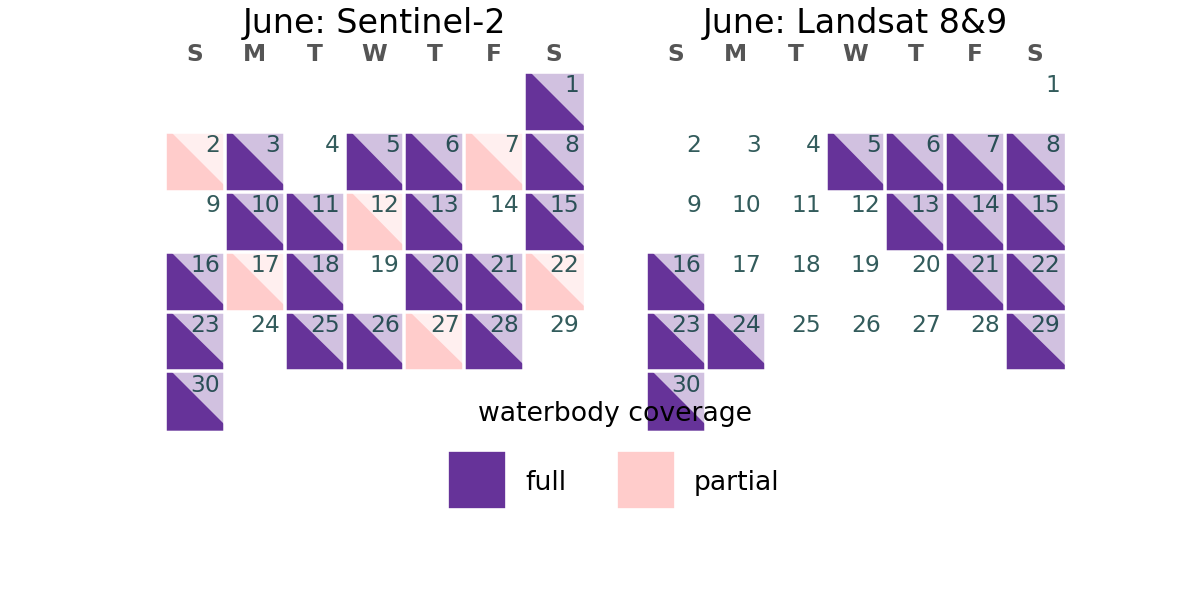 June: Sentinel-2
S M T W T F S
1
2 3 4 5 6 7 8
9 10 11 12 13 14 15
16 17 18 19 20 21 22
23 24 25 26 27 28 29
30
June: Landsat 8&9
S M T W T F S
1
2 3 4 5 6 7 8
9 10 11 12 13 14 15
16 17 18 19 20 21 22
23 24 25 26 27 28 29
30
waterbody coverage
full partial